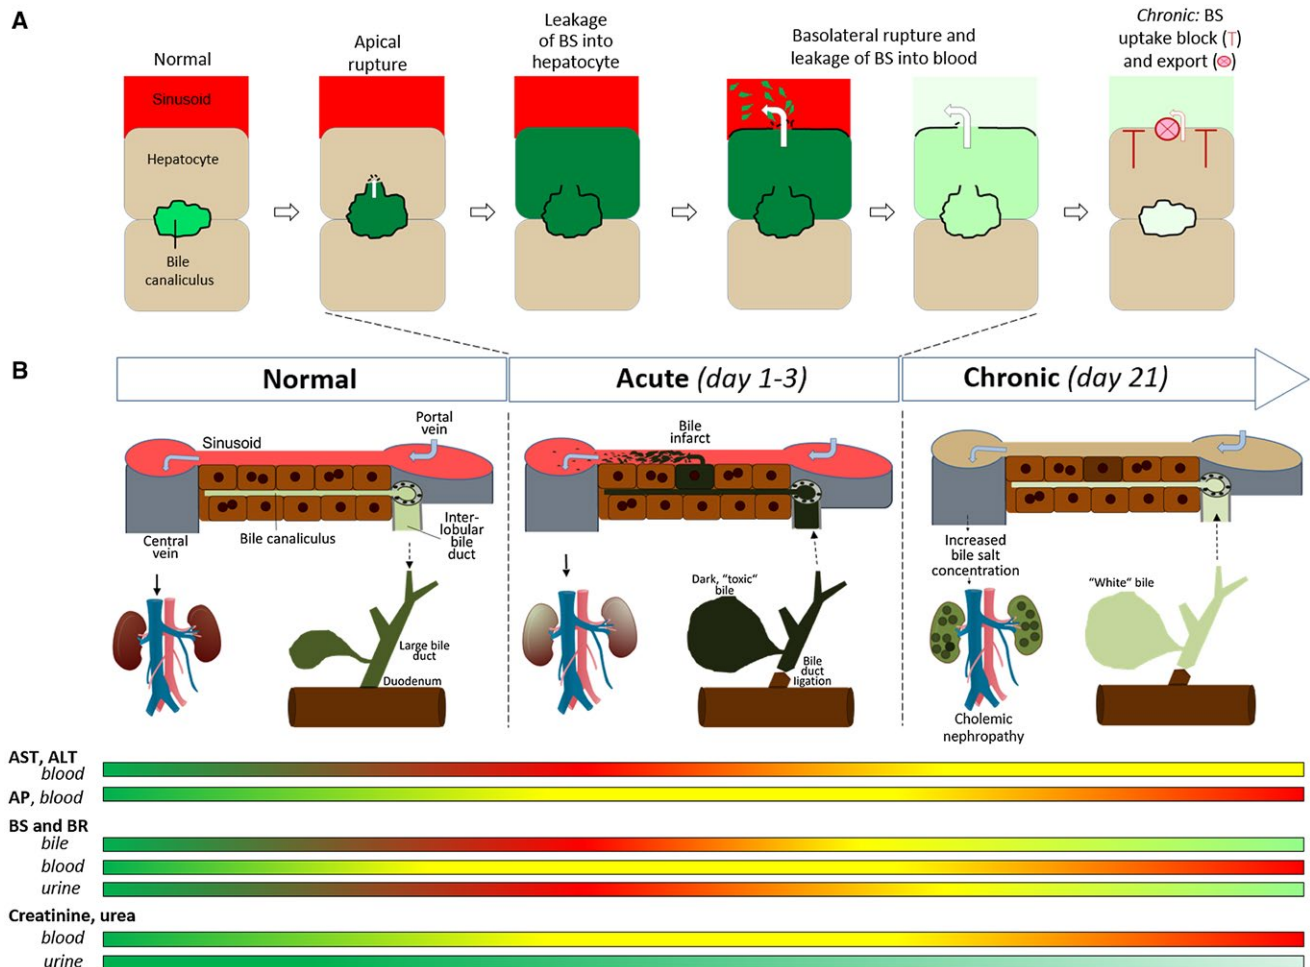 A
Normal
Apical
rupture
Leakage
of BS into
hepatocyte
Basolateral rupture and
leakage of BS into blood
Chronic: BS
uptake block (T)
and export (⊗)
Sinusoid
Hepatocyte
Bile
canaliculus
B
Normal
Acute (day 1-3)
Chronic (day 21)
Sinusoid
Portal
vein
Central
vein
Bile canaliculus
Inter-
lobular
bile
duct
Large bile
duct
Duodenum
Bile
infarct
Dark, "toxic"
bile
Bile
duct
ligation
Increased
bile salt
concentration
"White" bile
Cholemic
nephropathy
AST, ALT
blood
AP, blood
BS and BR
bile
blood
urine
Creatinine, urea
blood
urine